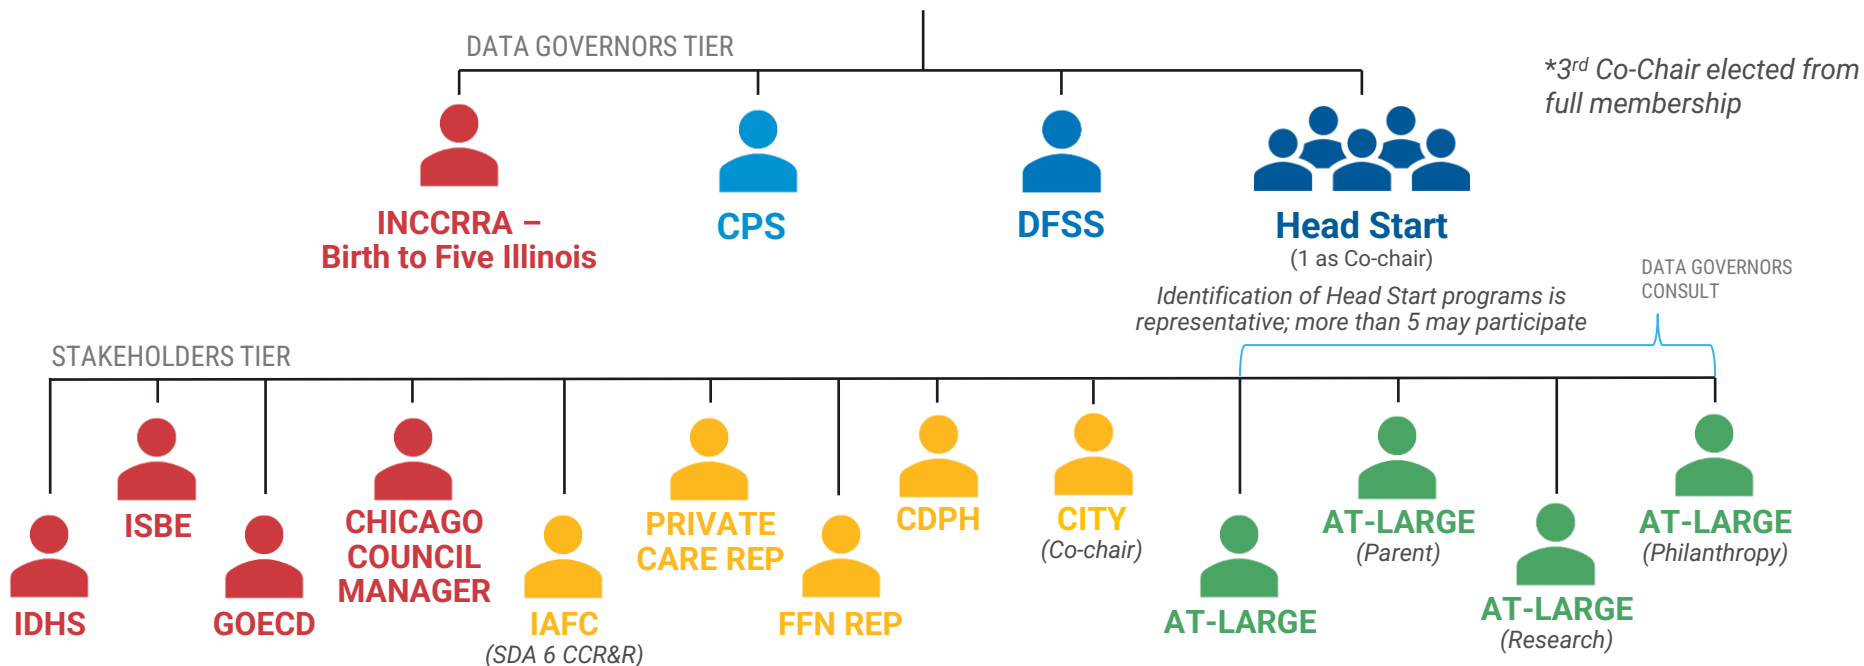 DATA GOVERNORS TIER
*3rd Co-Chair elected from
full membership
INCCRRA –
Birth to Five Illinois
CPS
DFSS
Head Start
(1 as Co-chair)
Identification of Head Start programs is
representative; more than 5 may participate
DATA GOVERNORS
CONSULT
STAKEHOLDERS TIER
IDHS
ISBE
GOECD
CHICAGO
COUNCIL
MANAGER
IAFC
(SDA 6 CCR&R)
PRIVATE
CARE REP
FFN REP
CDPH
CITY
(Co-chair)
AT-LARGE
AT-LARGE
(Parent)
AT-LARGE
(Research)
AT-LARGE
(Philanthropy)